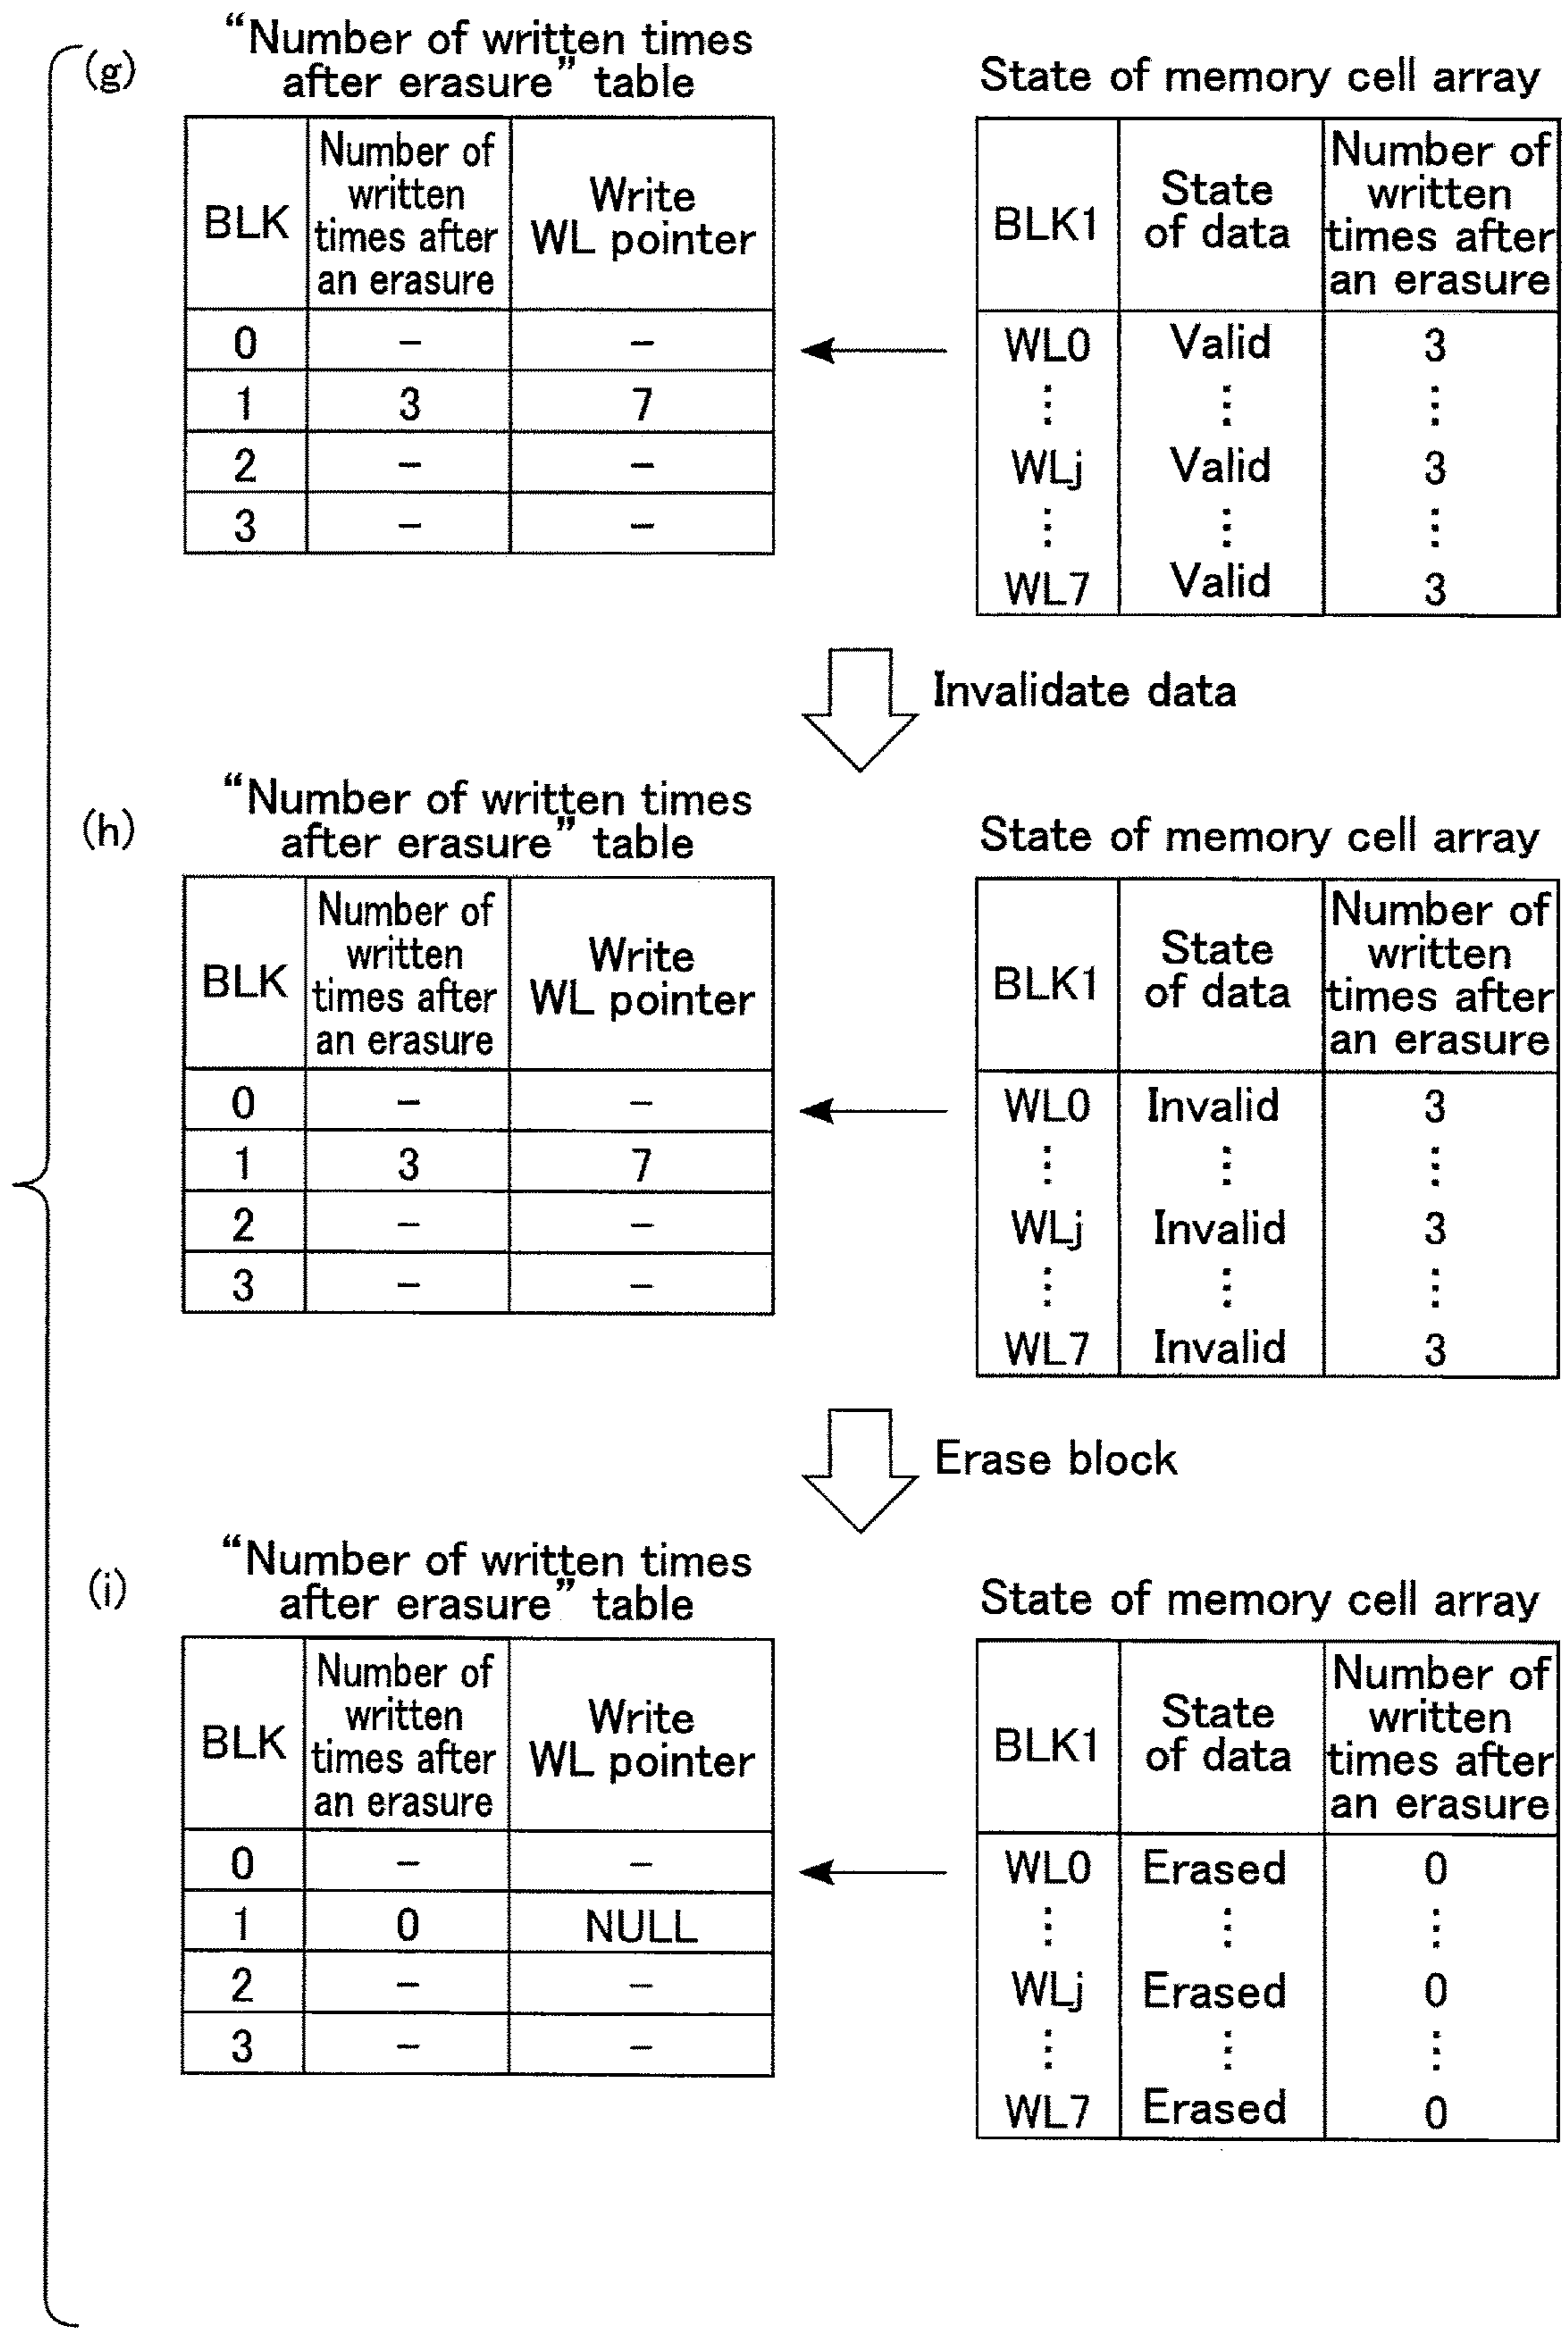 (g)
“Number of written times
after erasure” table
BLK
Number of
written
times after
an erasure
Write
WL pointer
0 – –
1 3 7
2 – –
3 – –
State of memory cell array
BLK1
State
of data
Number of
written
times after
an erasure
WL0 Valid 3
⋮ ⋮ ⋮
WLj Valid 3
⋮ ⋮ ⋮
WL7 Valid 3
Invalidate data
(h)
“Number of written times
after erasure” table
BLK
Number of
written
times after
an erasure
Write
WL pointer
0 – –
1 3 7
2 – –
3 – –
State of memory cell array
BLK1
State
of data
Number of
written
times after
an erasure
WL0 Invalid 3
⋮ ⋮ ⋮
WLj Invalid 3
⋮ ⋮ ⋮
WL7 Invalid 3
Erase block
(i)
“Number of written times
after erasure” table
BLK
Number of
written
times after
an erasure
Write
WL pointer
0 – –
1 0 NULL
2 – –
3 – –
State of memory cell array
BLK1
State
of data
Number of
written
times after
an erasure
WL0 Erased 0
⋮ ⋮ ⋮
WLj Erased 0
⋮ ⋮ ⋮
WL7 Erased 0